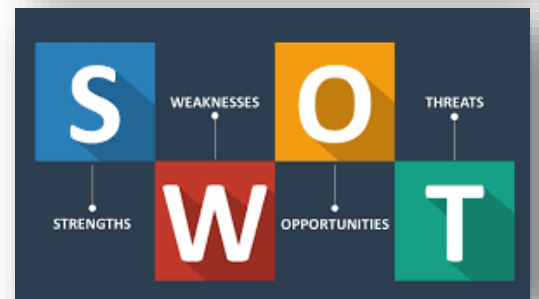 S
WEAKNESSES
O
THREATS
STRENGTHS
W
OPPORTUNITIES
T